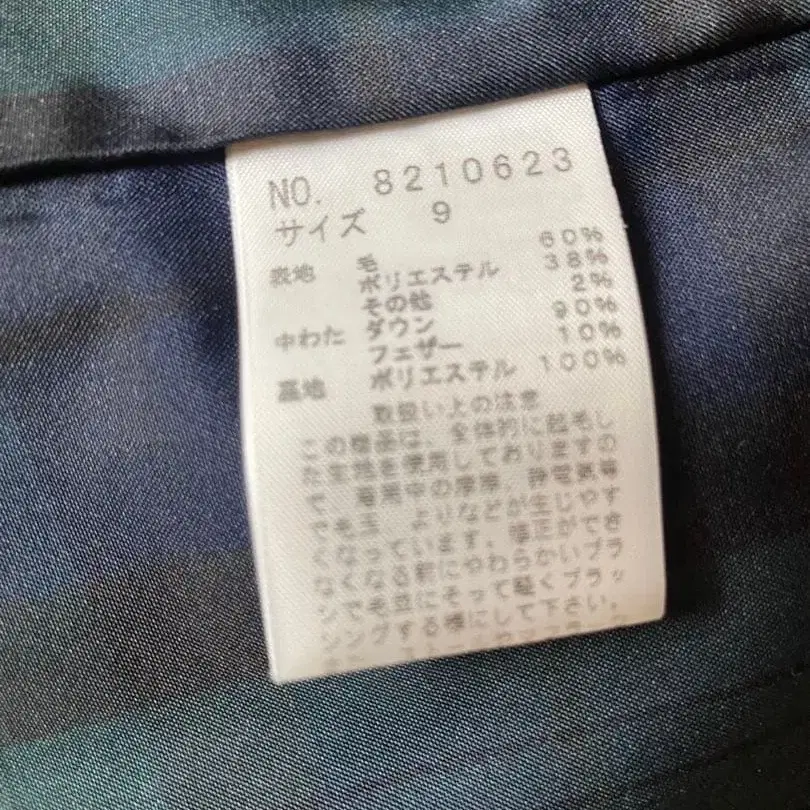 NO. 8210623
サイズ 9
表地 毛 60%
ポリエステル 38%
その他 2%
中わた ダウン 90%
フェザー 10%
裏地 ポリエステル 100%
取扱い上の注意
この商品は、全体的に起毛し
た生地を使用しておりますの
で、着用中の摩擦、静電気等
で毛玉、よりなどが生じやす
くなっています。修正ができ
なくなる前にやわらかいブラ
シで毛並にそって軽くブラッ
シングする様にして下さい。